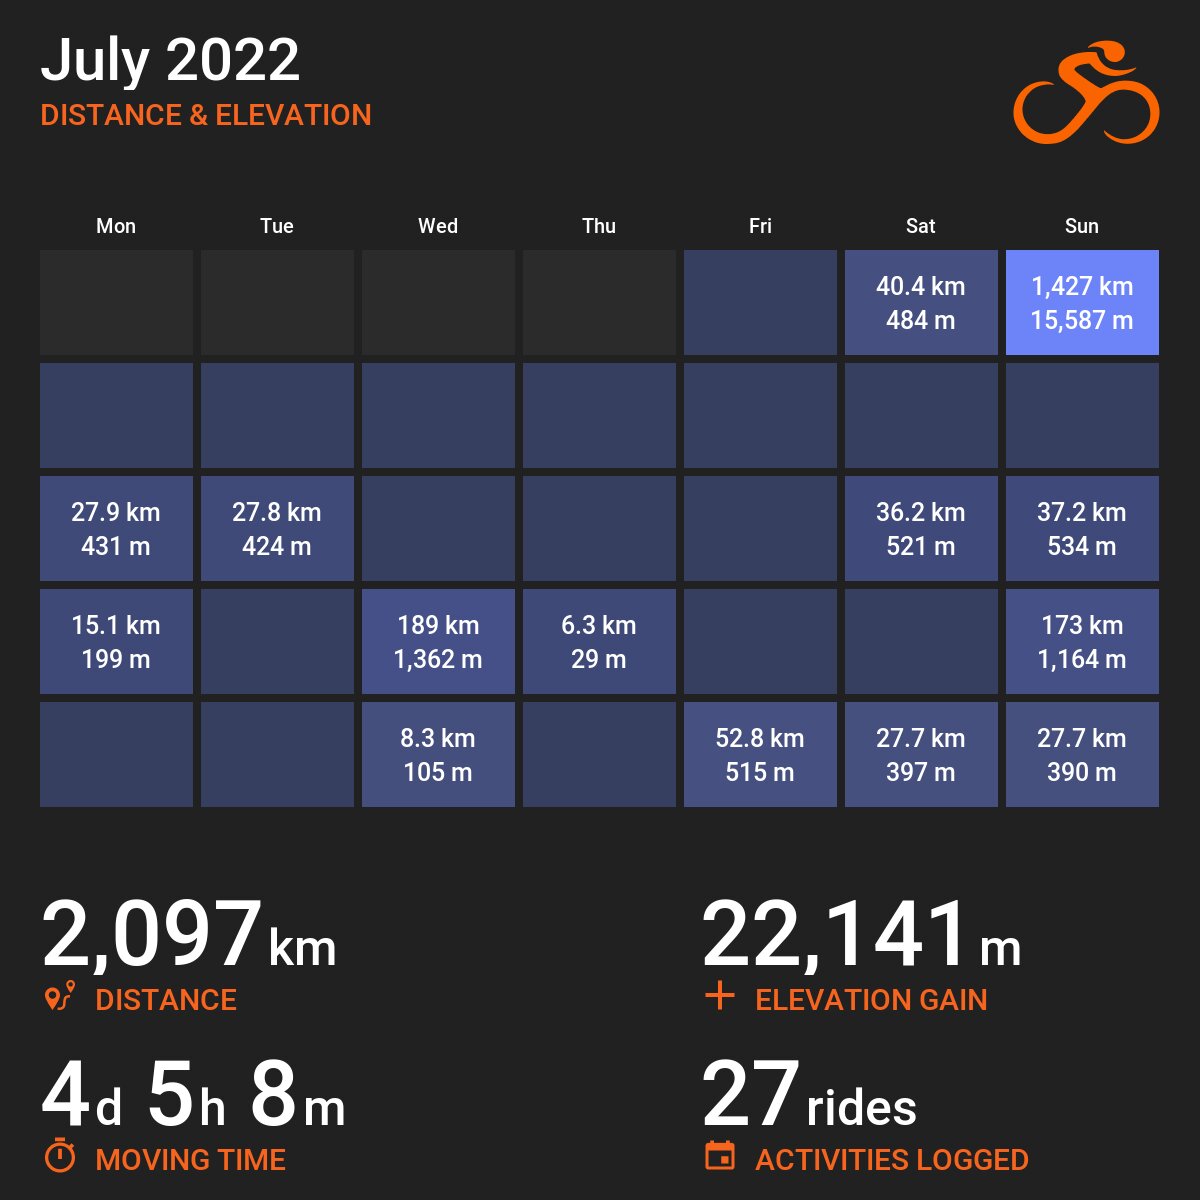 July 2022
DISTANCE & ELEVATION
Mon Tue Wed Thu Fri Sat Sun
40.4 km 1,427 km
484 m 15,587 m
27.9 km 27.8 km 36.2 km 37.2 km
431 m 424 m 521 m 534 m
15.1 km 189 km 6.3 km 173 km
199 m 1,362 m 29 m 1,164 m
8.3 km 52.8 km 27.7 km 27.7 km
105 m 515 m 397 m 390 m
2,097 km 22,141 m
DISTANCE ELEVATION GAIN
4d 5h 8m 27 rides
MOVING TIME ACTIVITIES LOGGED